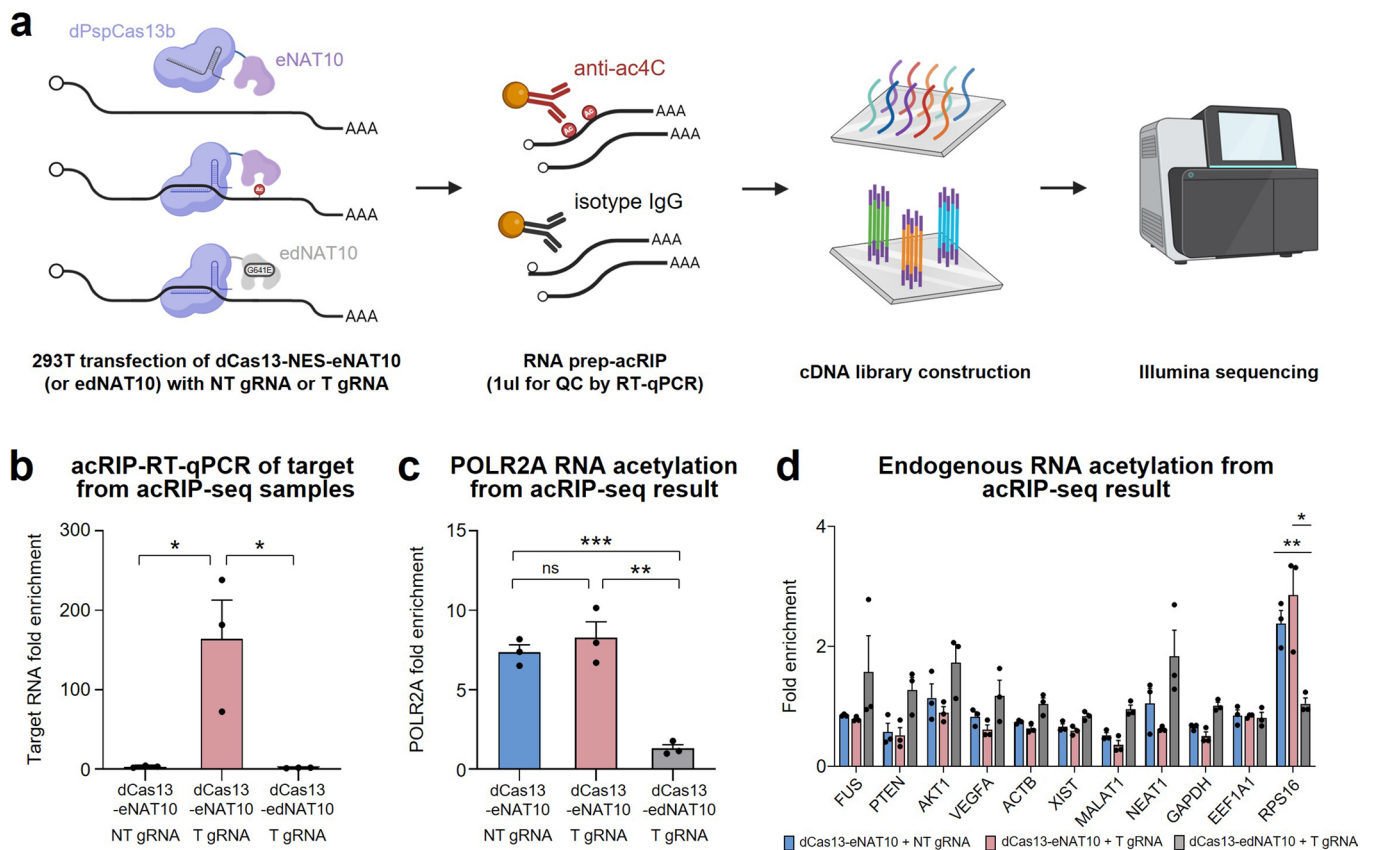 a
dPspCas13b
eNAT10
AAA
Ac
AAA
edNAT10
G641E
AAA
293T transfection of dCas13-NES-eNAT10
(or edNAT10) with NT gRNA or T gRNA
anti-ac4C
Ac
Ac
AAA
AAA
isotype IgG
AAA
AAA
RNA prep-acRIP
(1ul for QC by RT-qPCR)
cDNA library construction
Illumina sequencing
b
acRIP-RT-qPCR of target
from acRIP-seq samples
Target RNA fold enrichment
300
200
100
0
*
*
dCas13
-eNAT10
NT gRNA
dCas13
-eNAT10
T gRNA
dCas13
-edNAT10
T gRNA
c
POLR2A RNA acetylation
from acRIP-seq result
POLR2A fold enrichment
15
10
5
0
***
ns
**
dCas13
-eNAT10
NT gRNA
dCas13
-eNAT10
T gRNA
dCas13
-edNAT10
T gRNA
d
Endogenous RNA acetylation from
acRIP-seq result
Fold enrichment
4
2
0
*
**
FUS
PTEN
AKT1
VEGFA
ACTB
XIST
MALAT1
NEAT1
GAPDH
EEF1A1
RPS16
dCas13-eNAT10 + NT gRNA
dCas13-eNAT10 + T gRNA
dCas13-edNAT10 + T gRNA